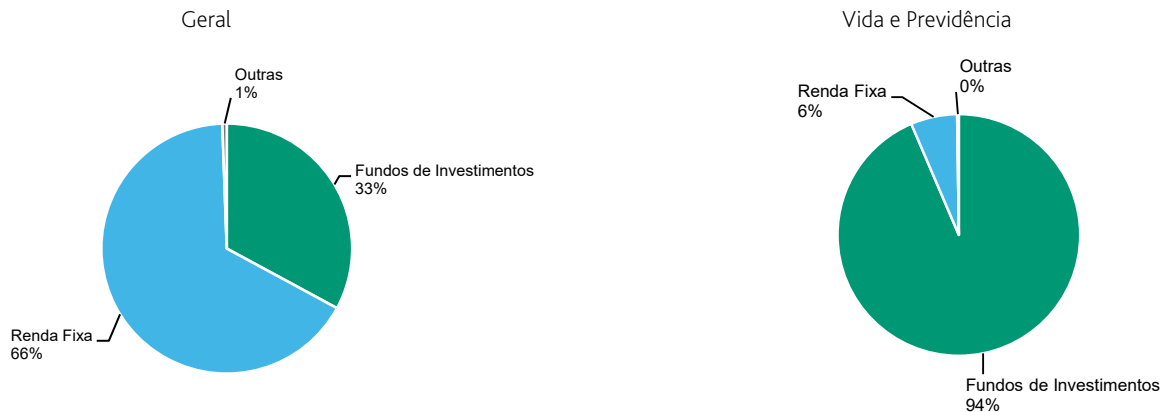 Geral
Outras
1%
Fundos de Investimentos
33%
Renda Fixa
66%
Vida e Previdência
Outras
0%
Renda Fixa
6%
Fundos de Investimentos
94%